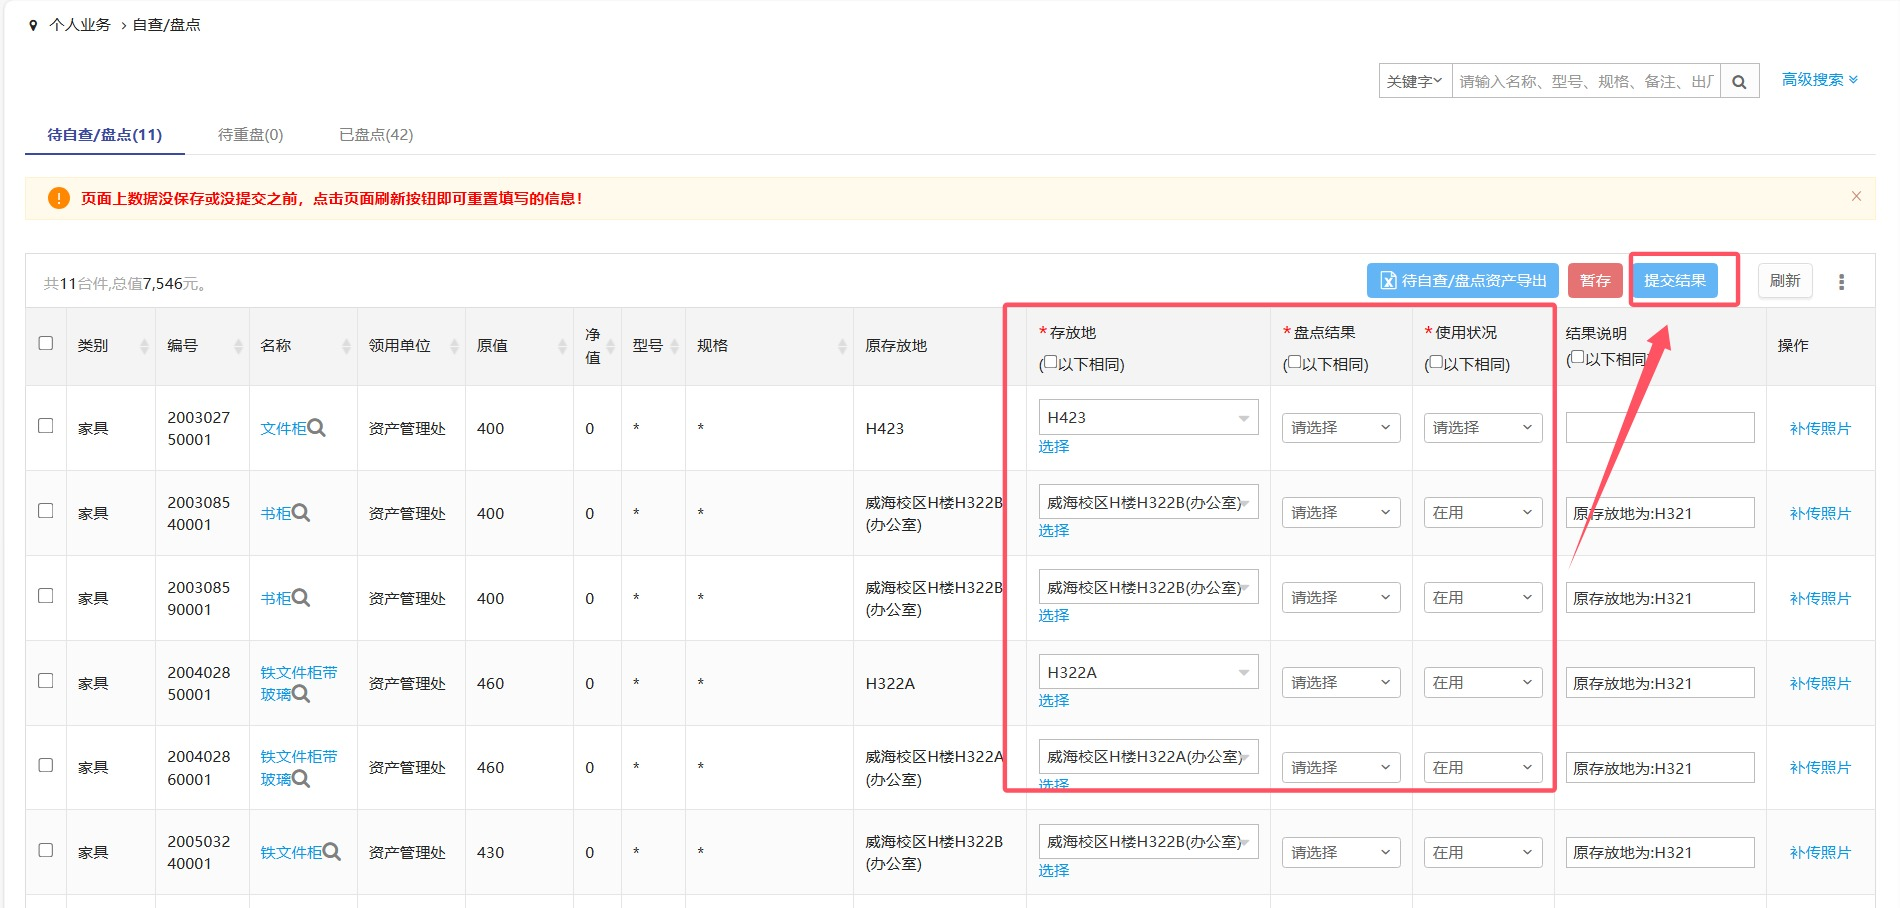 个人业务 > 自查/盘点
关键字 请输入名称、型号、规格、备注、出厂 高级搜索
待自查/盘点(11) 待重盘(0) 已盘点(42)
页面上数据没保存或没提交之前，点击页面刷新按钮即可重置填写的信息！
共11台件,总值7,546元。 待自查/盘点资产导出 暂存 提交结果 刷新
类别 编号 名称 领用单位 原值 净值 型号 规格 原存放地 *存放地 *盘点结果 *使用状况 结果说明 操作
(以下相同) (以下相同) (以下相同) (以下相同)
家具 200302750001 文件柜 资产管理处 400 0 * * H423 H423 选择 请选择 请选择 补传照片
家具 200308540001 书柜 资产管理处 400 0 * * 威海校区H楼H322B(办公室) 威海校区H楼H322B(办公室) 选择 请选择 在用 原存放地为:H321 补传照片
家具 200308590001 书柜 资产管理处 400 0 * * 威海校区H楼H322B(办公室) 威海校区H楼H322B(办公室) 选择 请选择 在用 原存放地为:H321 补传照片
家具 200402850001 铁文件柜带玻璃 资产管理处 460 0 * * H322A H322A 选择 请选择 在用 原存放地为:H321 补传照片
家具 200402860001 铁文件柜带玻璃 资产管理处 460 0 * * 威海校区H楼H322A(办公室) 威海校区H楼H322A(办公室) 选择 请选择 在用 原存放地为:H321 补传照片
家具 200503240001 铁文件柜 资产管理处 430 0 * * 威海校区H楼H322B(办公室) 威海校区H楼H322B(办公室) 选择 请选择 在用 原存放地为:H321 补传照片